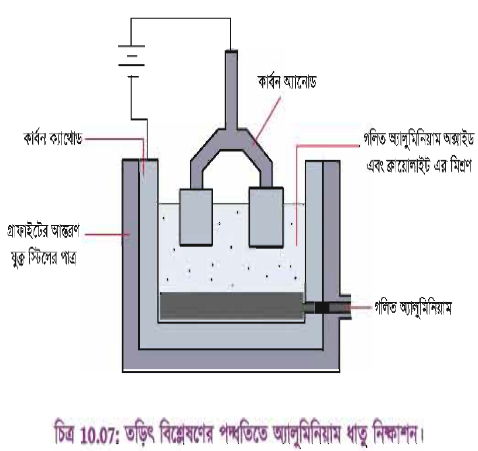 কার্বন অ্যানোড
কার্বন ক্যাথোড
গলিত অ্যালুমিনিয়াম অক্সাইড
এবং ক্রায়োলাইট এর মিশ্রণ
গ্রাফাইটের আস্তরণ
যুক্ত স্টিলের পাত্র
গলিত অ্যালুমিনিয়াম
চিত্র 10.07: তড়িৎ বিশ্লেষণের পদ্ধতিতে অ্যালুমিনিয়াম ধাতু নিষ্কাশন।